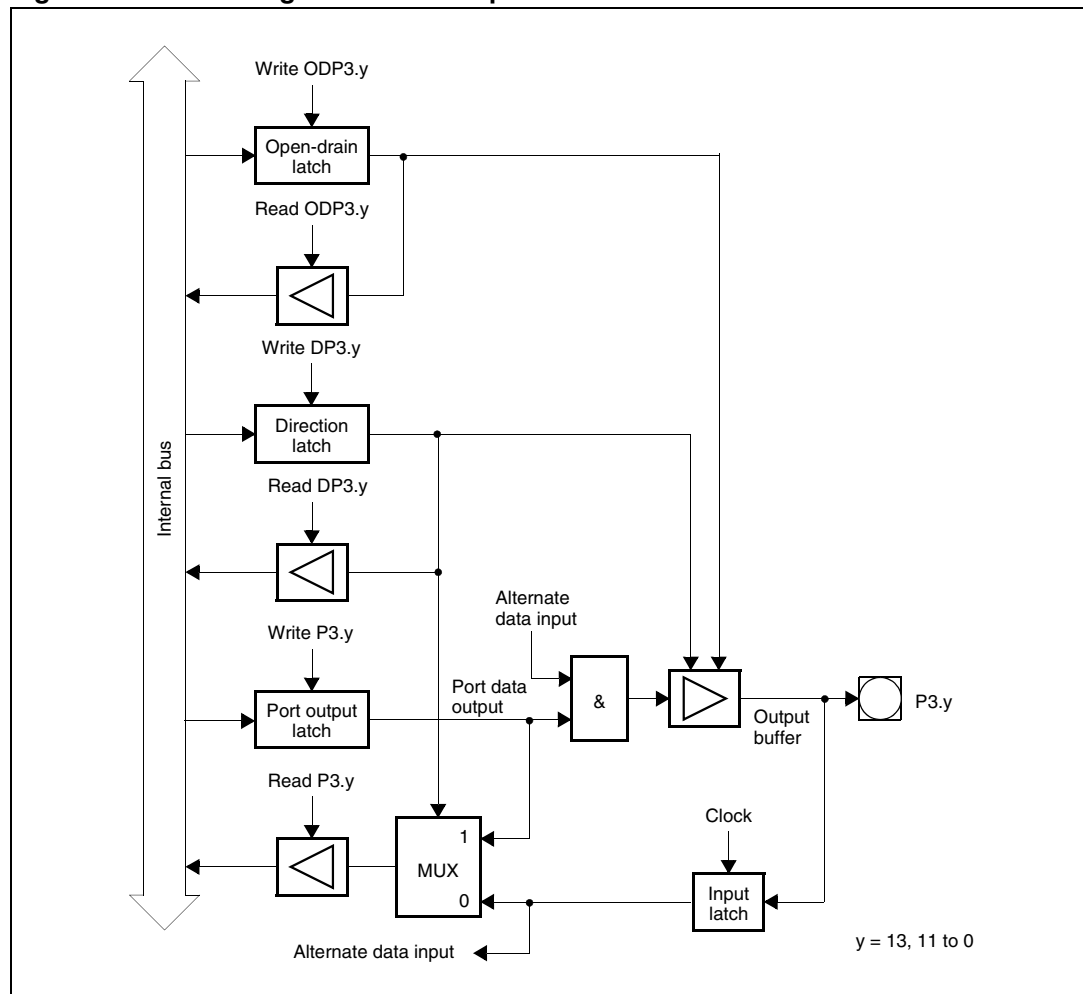 Write ODP3.y
Open-drain
latch
Read ODP3.y
Write DP3.y
Direction
latch
Internal bus
Read DP3.y
Alternate
data input
Write P3.y
Port data
output
&
Port output
latch
P3.y
Output
buffer
Read P3.y
Clock
1
MUX
0
Input
latch
Alternate data input
y = 13, 11 to 0